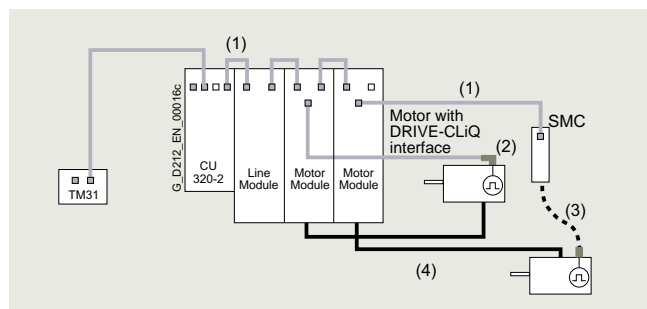 (1)
(1)
G_D212_EN_00016c
Motor with
DRIVE-CLiQ
interface
SMC
(2)
CU
320-2
Line
Module
Motor
Module
Motor
Module
TM31
(3)
(4)